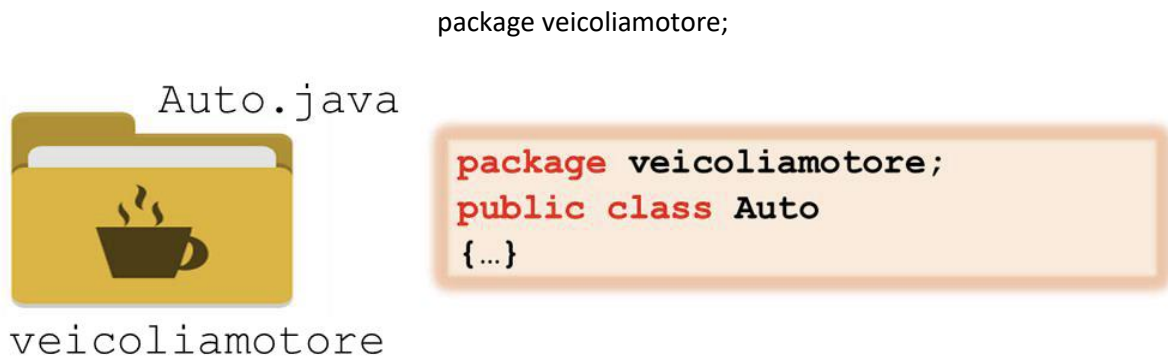 package veicoliamotore;
Auto.java
package veicoliamotore;
public class Auto
{…}
veicoliamotore